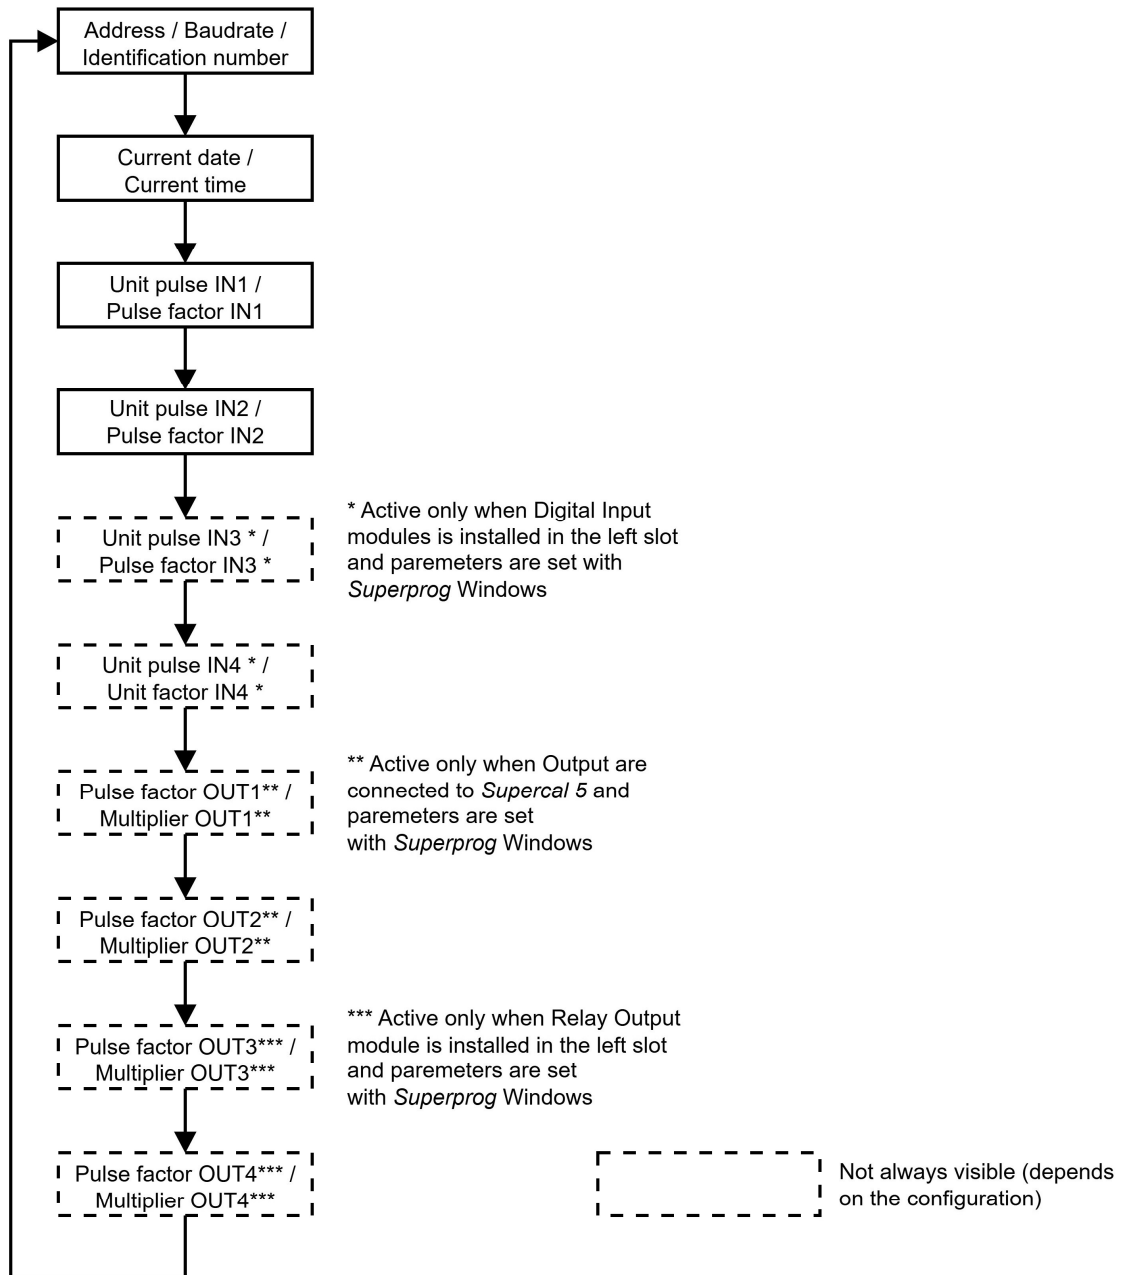 Address / Baudrate /
Identification number
Current date /
Current time
Unit pulse IN1 /
Pulse factor IN1
Unit pulse IN2 /
Pulse factor IN2
Unit pulse IN3 * /
Pulse factor IN3 *
* Active only when Digital Input
modules is installed in the left slot
and paremeters are set with
Superprog Windows
Unit pulse IN4 * /
Unit factor IN4 *
Pulse factor OUT1** /
Multiplier OUT1**
** Active only when Output are
connected to Supercal 5 and
paremeters are set
with Superprog Windows
Pulse factor OUT2** /
Multiplier OUT2**
Pulse factor OUT3*** /
Multiplier OUT3***
*** Active only when Relay Output
module is installed in the left slot
and paremeters are set
with Superprog Windows
Pulse factor OUT4*** /
Multiplier OUT4***
Not always visible (depends
on the configuration)